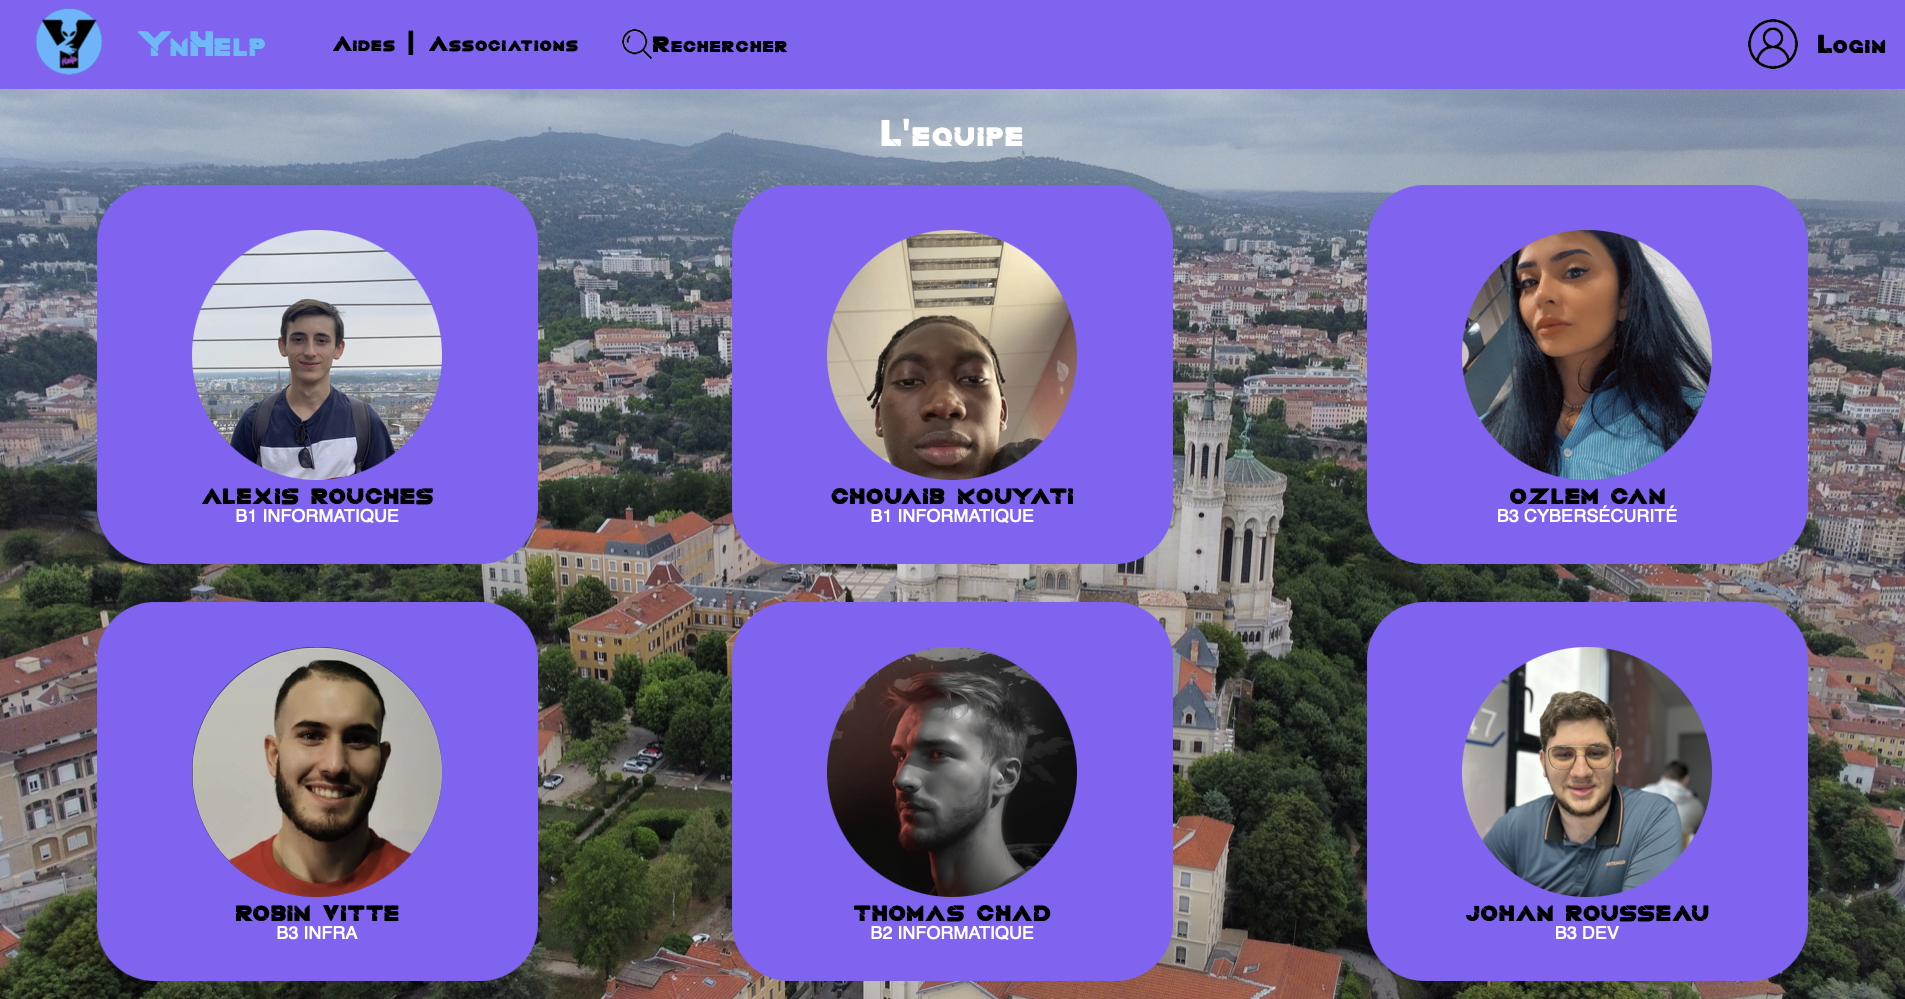 YnHelp
Aides | Associations
Rechercher
Login
L'equipe
ALEXIS ROUCHES
B1 INFORMATIQUE
CHOUAIB KOUYATI
B1 INFORMATIQUE
OZLEM CAN
B3 CYBERSÉCURITÉ
ROBIN VITTE
B3 INFRA
THOMAS CHAD
B2 INFORMATIQUE
JOHAN ROUSSEAU
B3 DEV